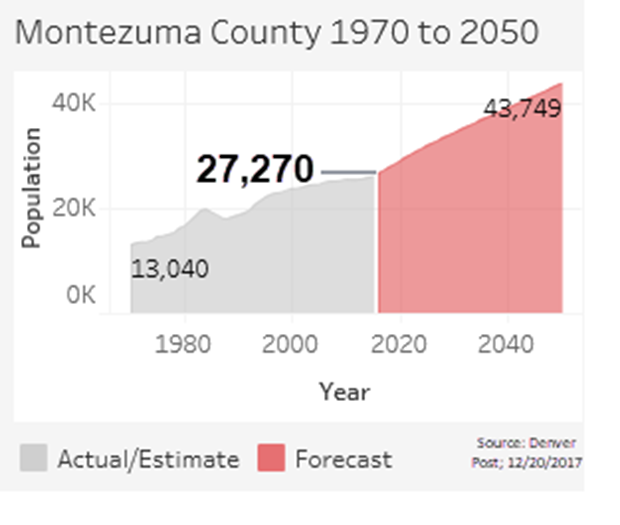 Montezuma County 1970 to 2050
Population
40K
20K
0K
43,749
27,270
13,040
1980 2000 2020 2040
Year
Actual/Estimate Forecast
Source: Denver
Post; 12/20/2017